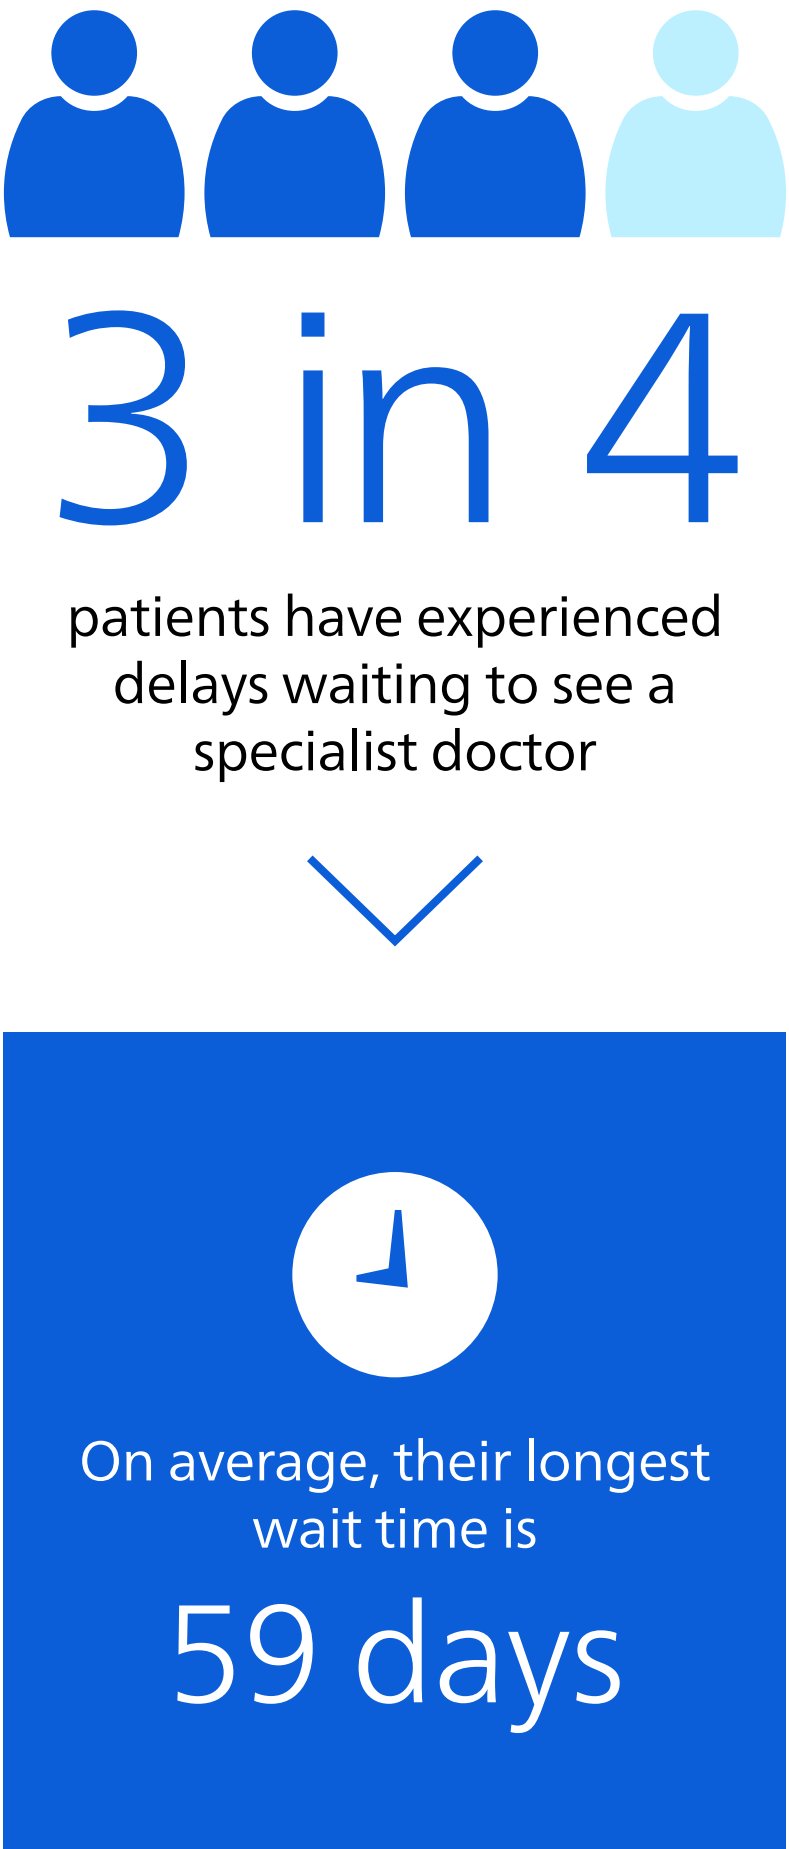 3 in 4
patients have experienced
delays waiting to see a
specialist doctor
On average, their longest
wait time is
59 days